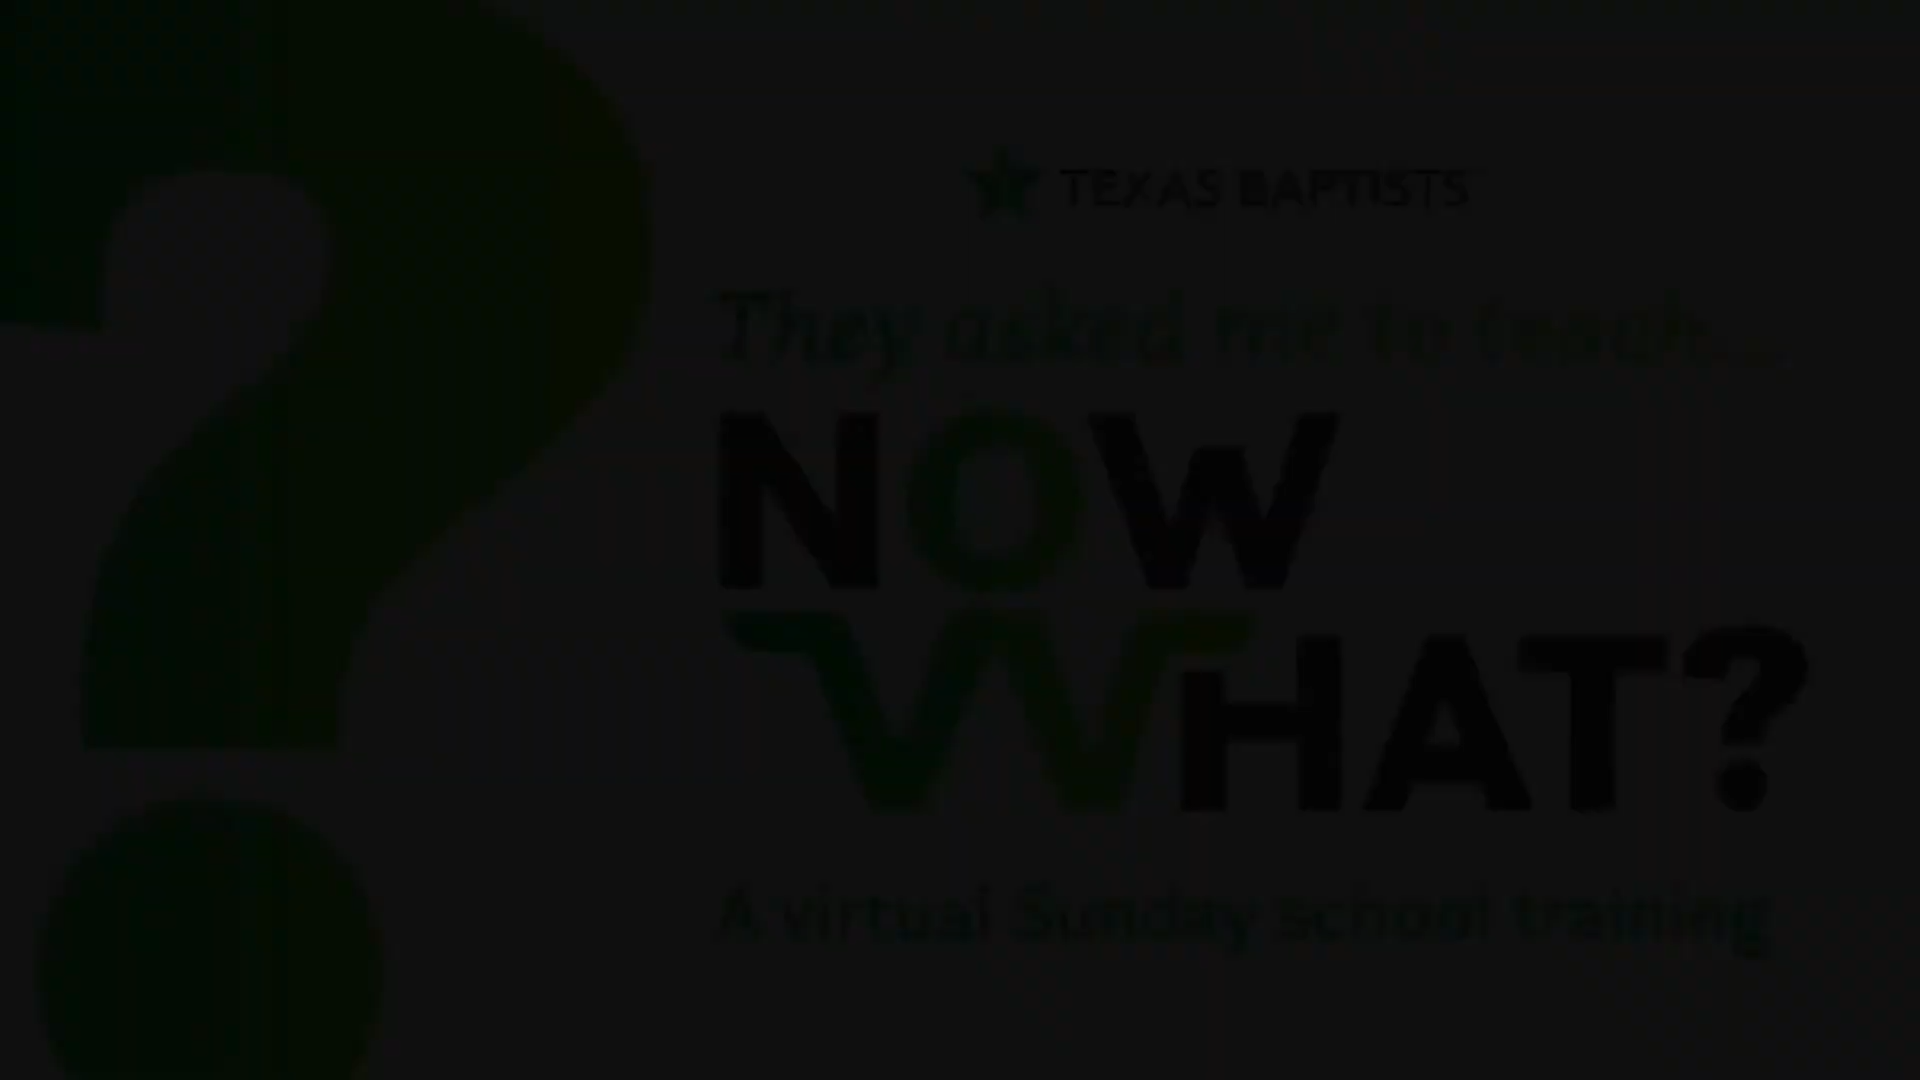 TEXAS BAPTISTS
They asked me to teach...
NOW
WHAT?
A virtual Sunday school training